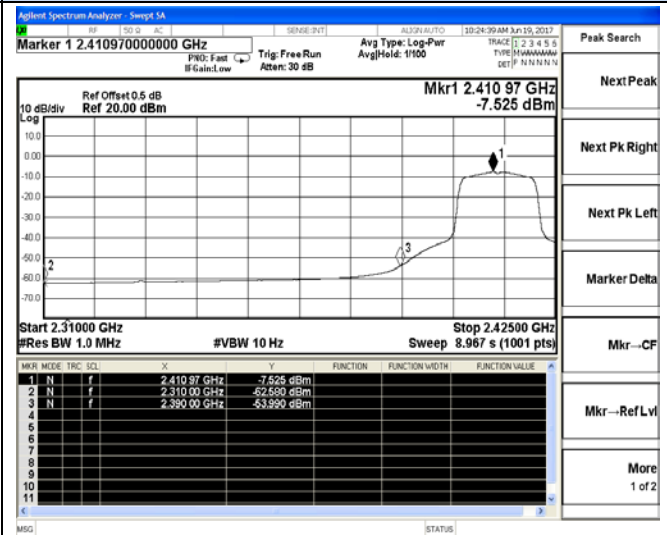 Agilent Spectrum Analyzer - Swept SA
RF 50 Ω AC SENSE:INT ALIGN AUTO 10:24:39 AM Jun 19, 2017
Marker 1 2.410970000000 GHz
PNO: Fast
IFGain:Low
Trig: Free Run
Atten: 30 dB
Avg Type: Log-Pwr
Avg|Hold: 1/100
TRACE 1 2 3 4 5 6
TYPE MWWWWW
DET P N N N N N
Ref Offset 0.5 dB
10 dB/div Ref 20.00 dBm
Log
Mkr1 2.410 97 GHz
-7.525 dBm
10.0
0.00
-10.0
-20.0
-30.0
-40.0
-50.0
-60.0
-70.0
1
2
3
Start 2.31000 GHz Stop 2.42500 GHz
#Res BW 1.0 MHz #VBW 10 Hz Sweep 8.967 s (1001 pts)
MKR MODE TRC SCL X Y FUNCTION FUNCTION WIDTH FUNCTION VALUE
1 N f 2.410 97 GHz -7.525 dBm
2 N f 2.310 00 GHz -62.580 dBm
3 N f 2.390 00 GHz -53.990 dBm
4
5
6
7
8
9
10
11
MSG STATUS
Peak Search
Next Peak
Next Pk Right
Next Pk Left
Marker Delta
Mkr→CF
Mkr→Ref Lvl
More
1 of 2